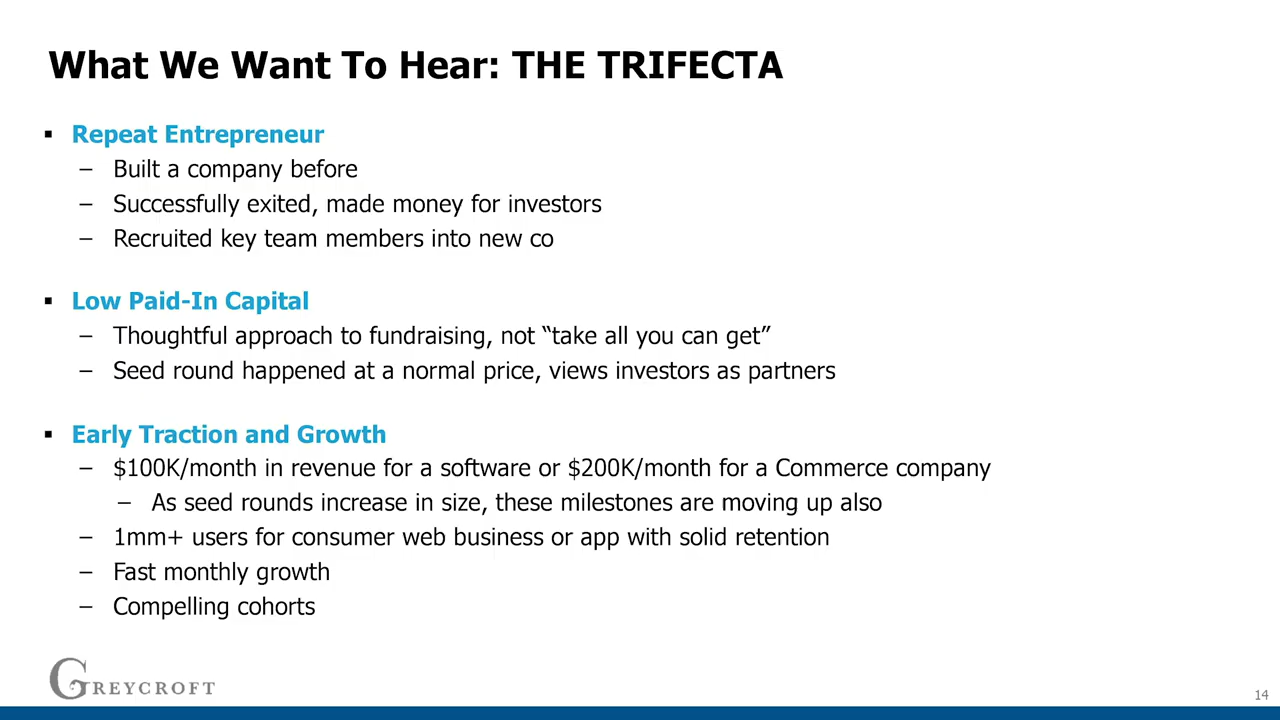 What We Want To Hear: THE TRIFECTA
▪ Repeat Entrepreneur
– Built a company before
– Successfully exited, made money for investors
– Recruited key team members into new co
▪ Low Paid-In Capital
– Thoughtful approach to fundraising, not “take all you can get”
– Seed round happened at a normal price, views investors as partners
▪ Early Traction and Growth
– $100K/month in revenue for a software or $200K/month for a Commerce company
– As seed rounds increase in size, these milestones are moving up also
– 1mm+ users for consumer web business or app with solid retention
– Fast monthly growth
– Compelling cohorts
GREYCROFT
14